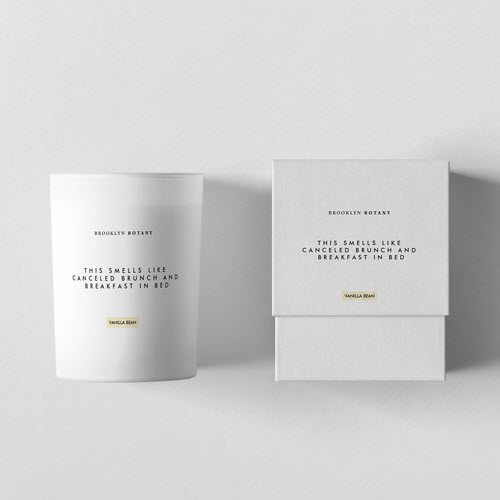 BROOKLYN BOTANY
THIS SMELLS LIKE
CANCELED BRUNCH AND
BREAKFAST IN BED
VANILLA BEAN
BROOKLYN BOTANY
THIS SMELLS LIKE
CANCELED BRUNCH AND
BREAKFAST IN BED
VANILLA BEAN